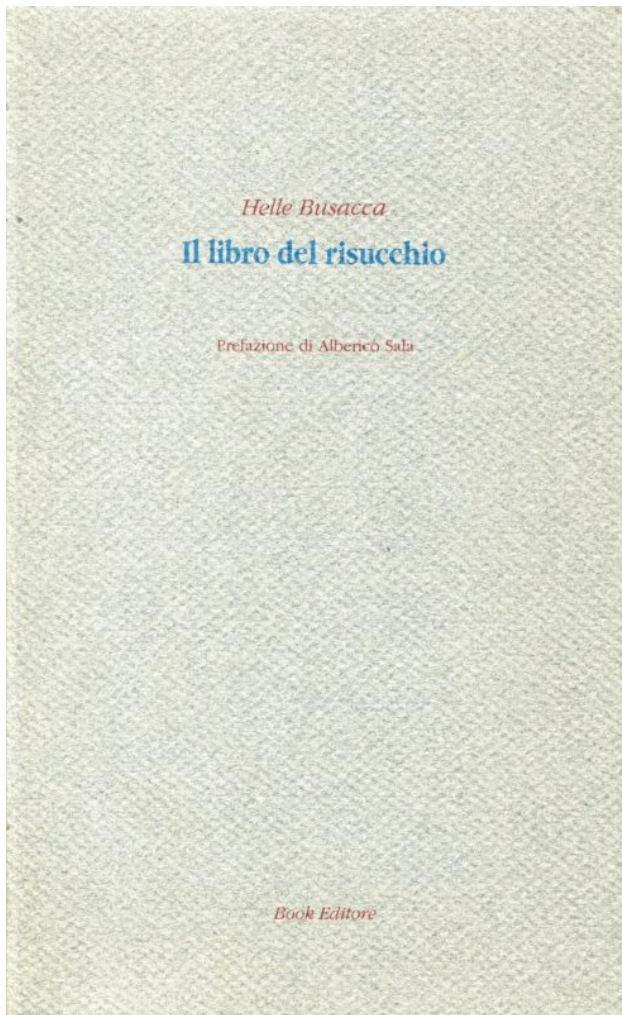 Helle Busacca
Il libro del risucchio
Prefazione di Alberico Sala
Book Editore